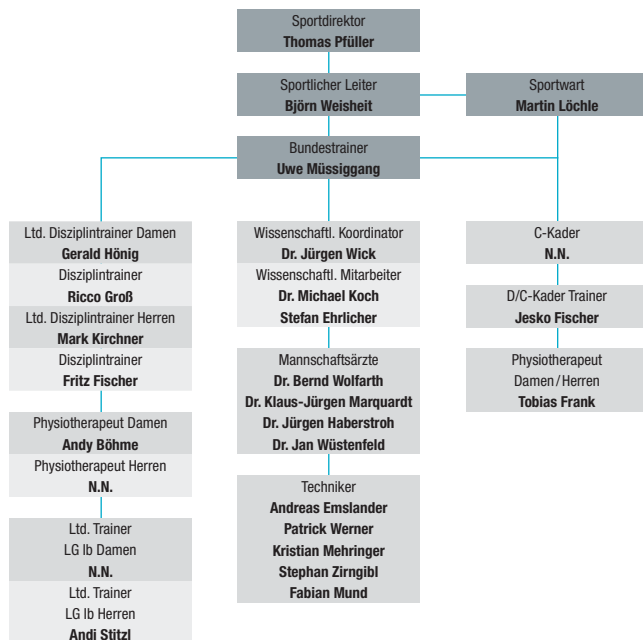 Sportdirektor
Thomas Pfüller
Sportlicher Leiter
Björn Weisheit
Sportwart
Martin Löchle
Bundestrainer
Uwe Müssiggang
Ltd. Disziplintrainer Damen
Gerald Hönig
Disziplintrainer
Ricco Groß
Ltd. Disziplintrainer Herren
Mark Kirchner
Disziplintrainer
Fritz Fischer
Physiotherapeut Damen
Andy Böhme
Physiotherapeut Herren
N.N.
Ltd. Trainer
LG Ib Damen
N.N.
Ltd. Trainer
LG Ib Herren
Andi Stitzl
Wissenschaftl. Koordinator
Dr. Jürgen Wick
Wissenschaftl. Mitarbeiter
Dr. Michael Koch
Stefan Ehrlicher
Mannschaftsärzte
Dr. Bernd Wolfarth
Dr. Klaus-Jürgen Marquardt
Dr. Jürgen Haberstroh
Dr. Jan Wüstenfeld
Techniker
Andreas Emslander
Patrick Werner
Kristian Mehringer
Stephan Zirngibl
Fabian Mund
C-Kader
N.N.
D/C-Kader Trainer
Jesko Fischer
Physiotherapeut
Damen/Herren
Tobias Frank